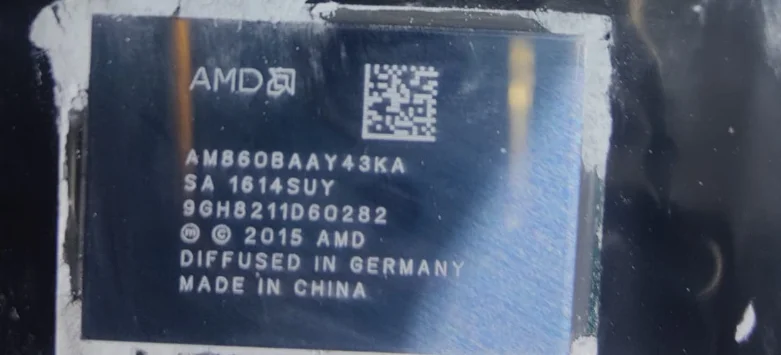 AMD
AM860BAAY43KA
SA 1614SUY
9GH8211D60282
ⓜ © 2015 AMD
DIFFUSED IN GERMANY
MADE IN CHINA